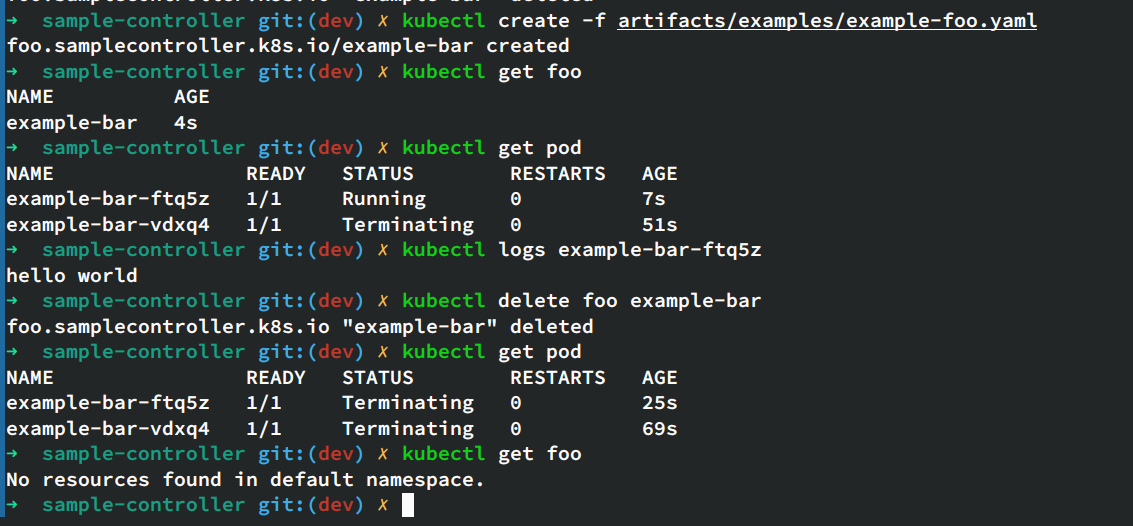 ➜  sample-controller git:(dev) ✗ kubectl create -f artifacts/examples/example-foo.yaml
foo.samplecontroller.k8s.io/example-bar created
➜  sample-controller git:(dev) ✗ kubectl get foo
NAME          AGE
example-bar   4s
➜  sample-controller git:(dev) ✗ kubectl get pod
NAME                READY   STATUS        RESTARTS   AGE
example-bar-ftq5z   1/1     Running       0          7s
example-bar-vdxq4   1/1     Terminating   0          51s
➜  sample-controller git:(dev) ✗ kubectl logs example-bar-ftq5z
hello world
➜  sample-controller git:(dev) ✗ kubectl delete foo example-bar
foo.samplecontroller.k8s.io "example-bar" deleted
➜  sample-controller git:(dev) ✗ kubectl get pod
NAME                READY   STATUS        RESTARTS   AGE
example-bar-ftq5z   1/1     Terminating   0          25s
example-bar-vdxq4   1/1     Terminating   0          69s
➜  sample-controller git:(dev) ✗ kubectl get foo
No resources found in default namespace.
➜  sample-controller git:(dev) ✗